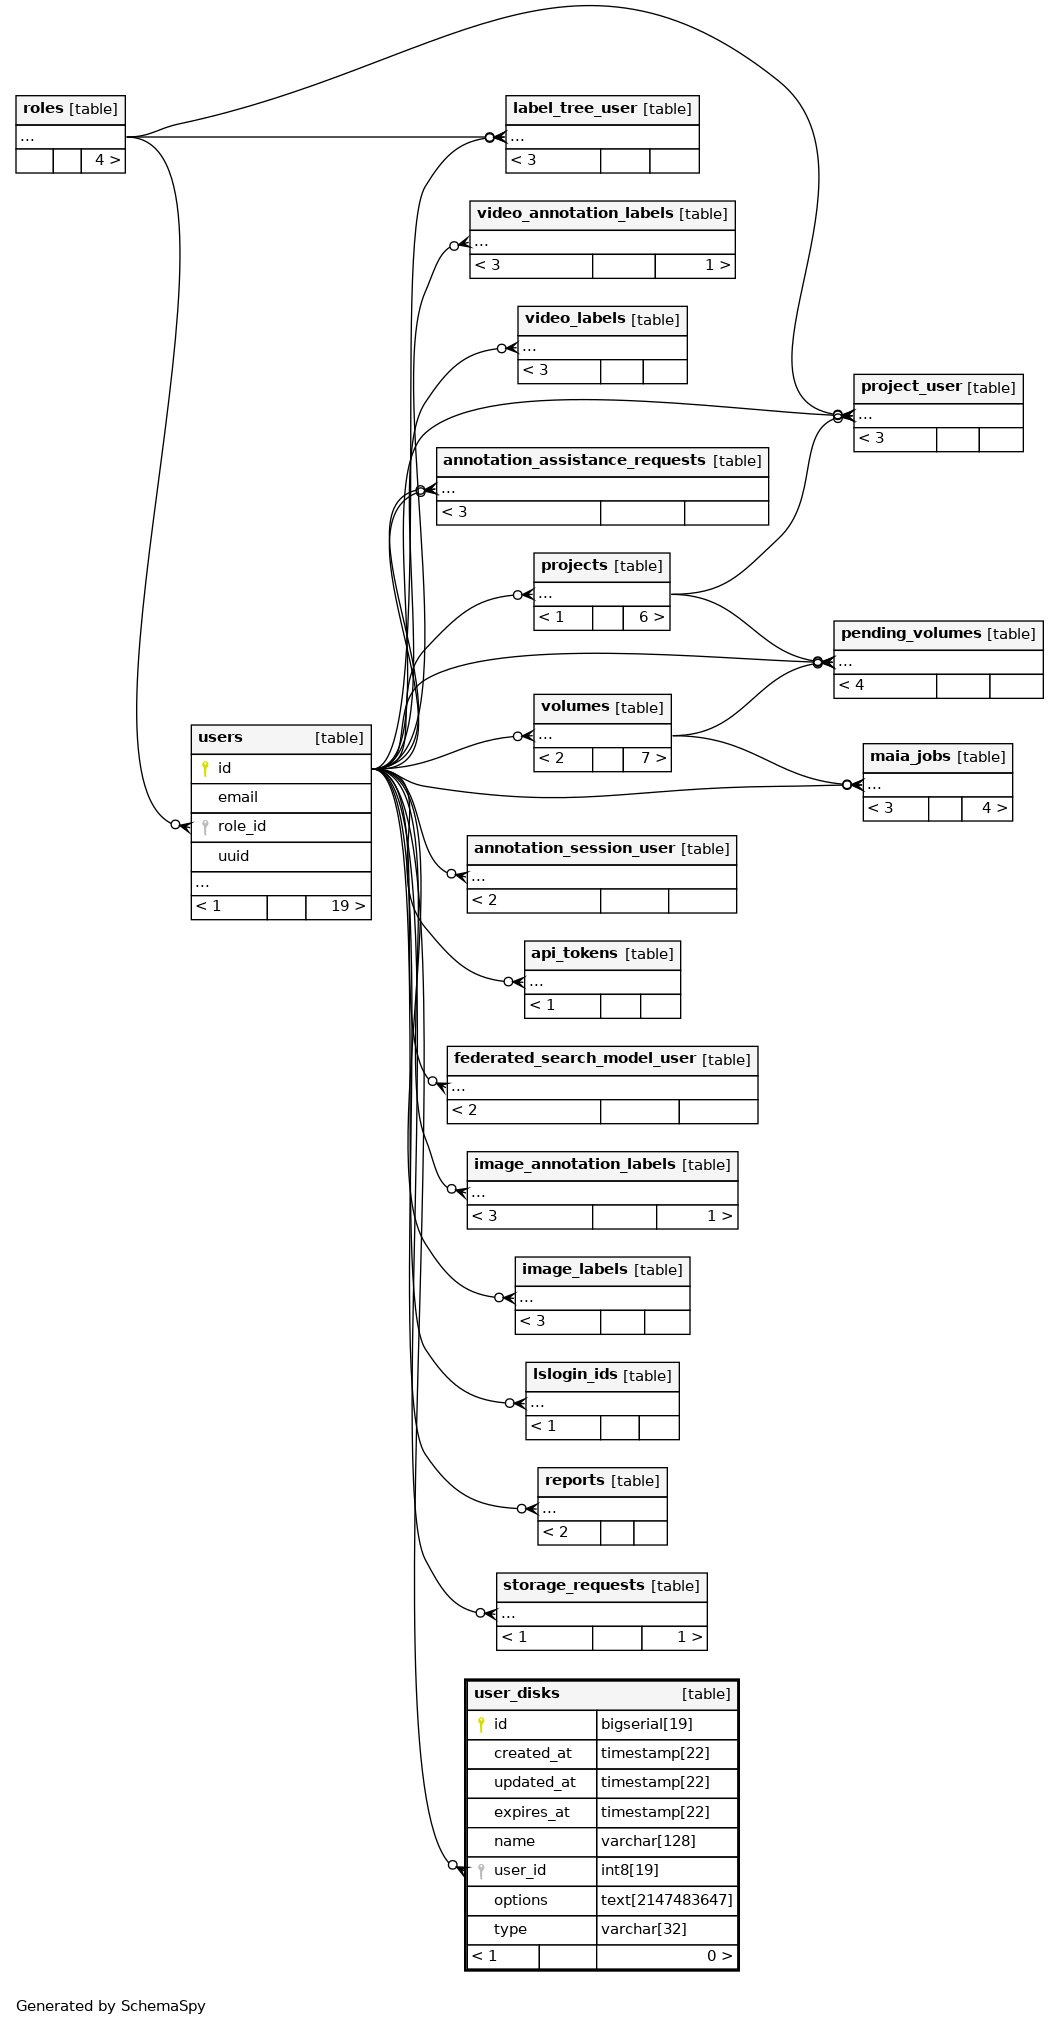 roles [table]
...
4 >
label_tree_user [table]
...
< 3
video_annotation_labels [table]
...
< 3 1 >
video_labels [table]
...
< 3
project_user [table]
...
< 3
annotation_assistance_requests [table]
...
< 3
projects [table]
...
< 1 6 >
pending_volumes [table]
...
< 4
volumes [table]
...
< 2 7 >
users [table]
id
email
role_id
uuid
...
< 1 19 >
maia_jobs [table]
...
< 3 4 >
annotation_session_user [table]
...
< 2
api_tokens [table]
...
< 1
federated_search_model_user [table]
...
< 2
image_annotation_labels [table]
...
< 3 1 >
image_labels [table]
...
< 3
lslogin_ids [table]
...
< 1
reports [table]
...
< 2
storage_requests [table]
...
< 1 1 >
user_disks [table]
id bigserial[19]
created_at timestamp[22]
updated_at timestamp[22]
expires_at timestamp[22]
name varchar[128]
user_id int8[19]
options text[2147483647]
type varchar[32]
< 1 0 >
Generated by SchemaSpy